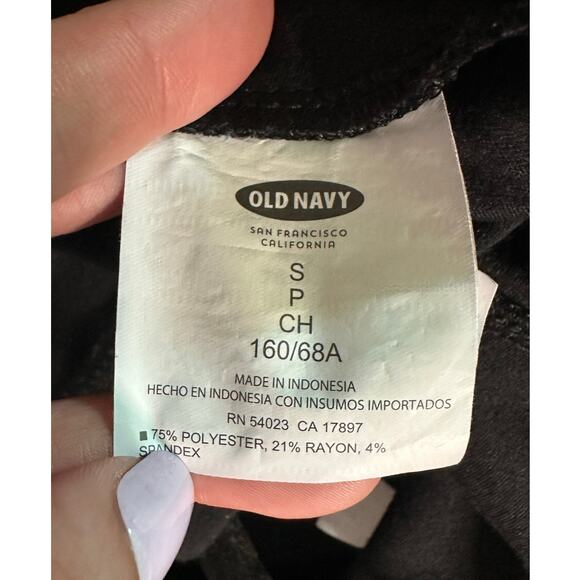 OLD NAVY
SAN FRANCISCO
CALIFORNIA
S
P
CH
160/68A
MADE IN INDONESIA
HECHO EN INDONESIA CON INSUMOS IMPORTADOS
RN 54023 CA 17897
75% POLYESTER, 21% RAYON, 4%
SPANDEX